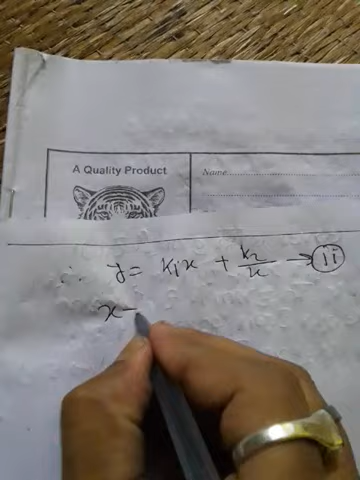 A Quality Product
Name
∴ y = k₁x + k₂/x → (ii)
x